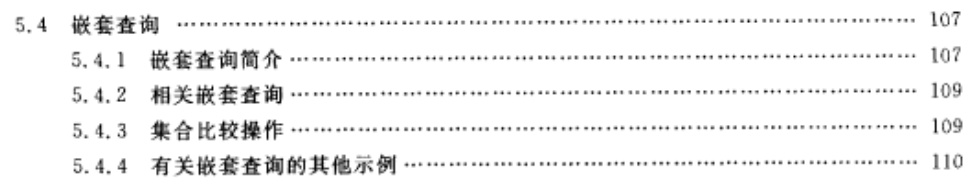 5.4 嵌套查询 …………………………………………………………………… 107
5.4.1 嵌套查询简介 ………………………………………………………… 107
5.4.2 相关嵌套查询 ………………………………………………………… 109
5.4.3 集合比较操作 ………………………………………………………… 109
5.4.4 有关嵌套查询的其他示例 …………………………………………… 110